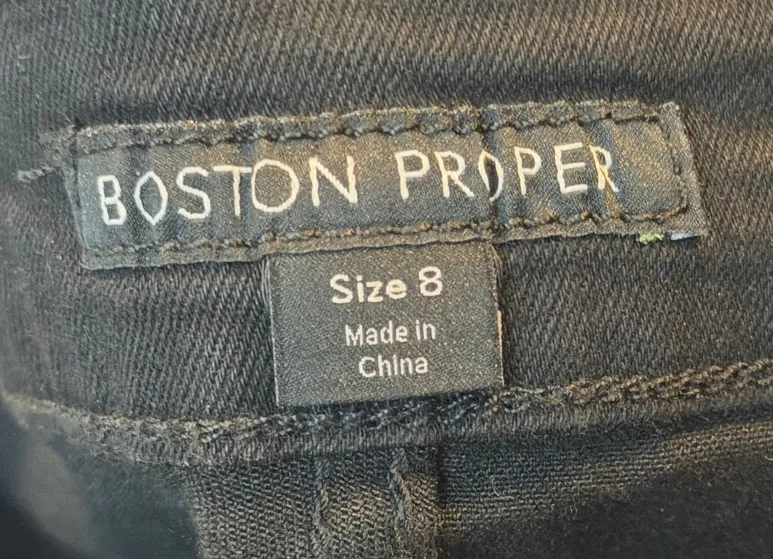 BOSTON PROPER
Size 8
Made in
China